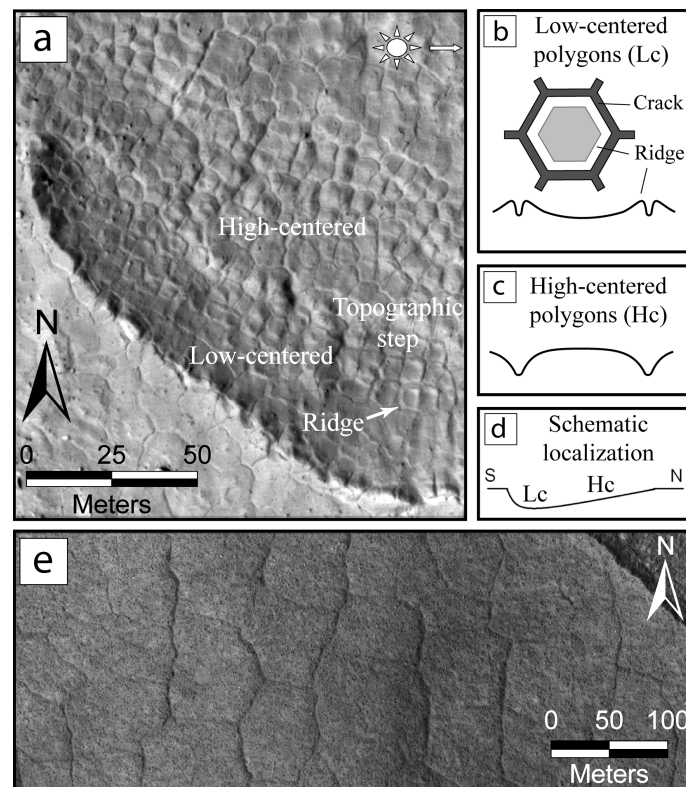 a
High-centered
Topographic
step
Low-centered
Ridge
N
0 25 50
Meters
b
Low-centered
polygons (Lc)
Crack
Ridge
c
High-centered
polygons (Hc)
d
Schematic
localization
S N
Lc Hc
e
N
0 50 100
Meters